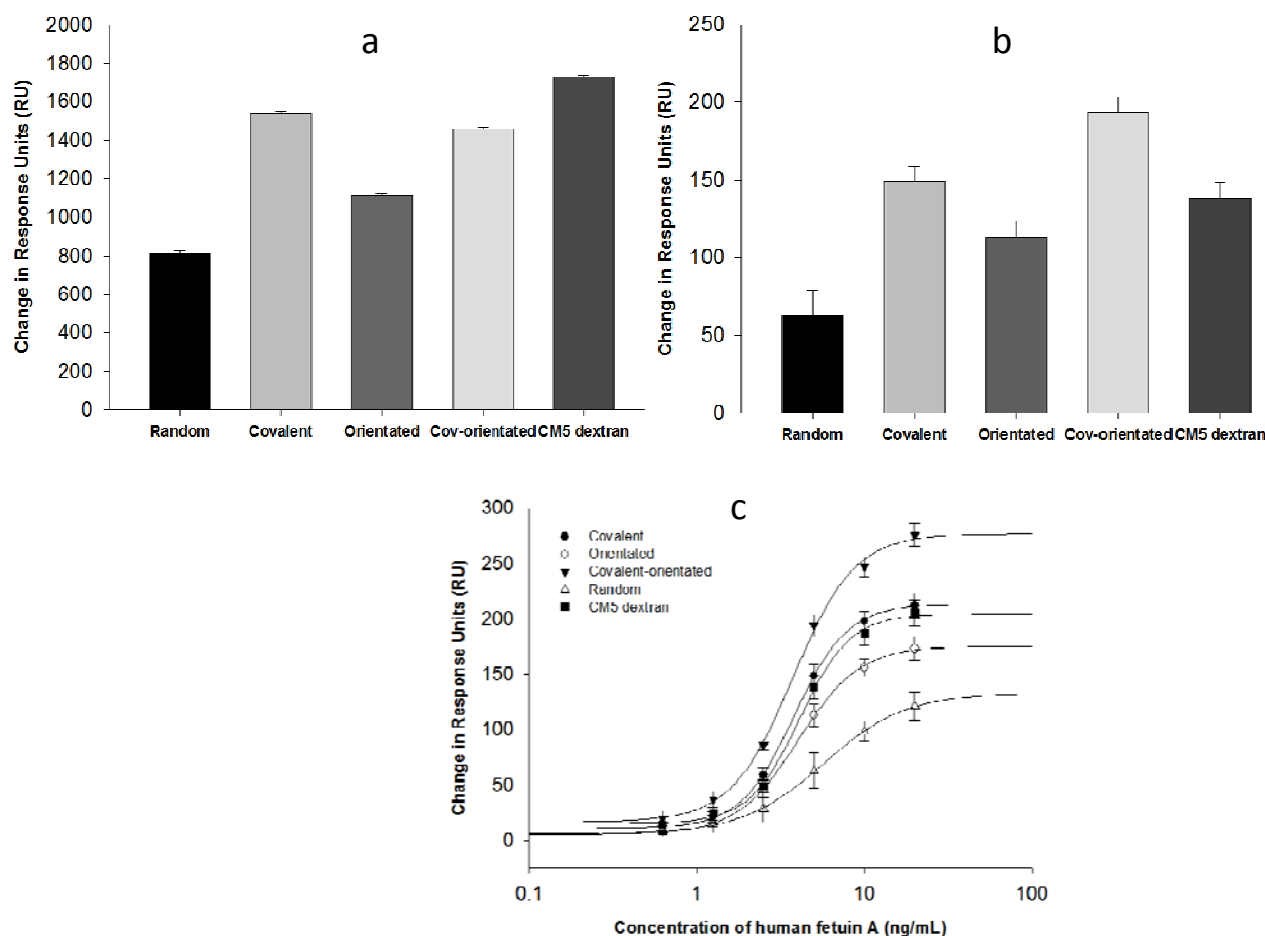 a
Change in Response Units (RU)
2000
1800
1600
1400
1200
1000
800
600
400
200
0
Random Covalent Orientated Cov-orientated CM5 dextran
b
Change in Response Units (RU)
250
200
150
100
50
0
Random Covalent Orientated Cov-orientated CM5 dextran
c
Change in Response Units (RU)
300
250
200
150
100
50
0
Covalent
Orientated
Covalent-orientated
Random
CM5 dextran
0.1 1 10 100
Concentration of human fetuin A (ng/mL)